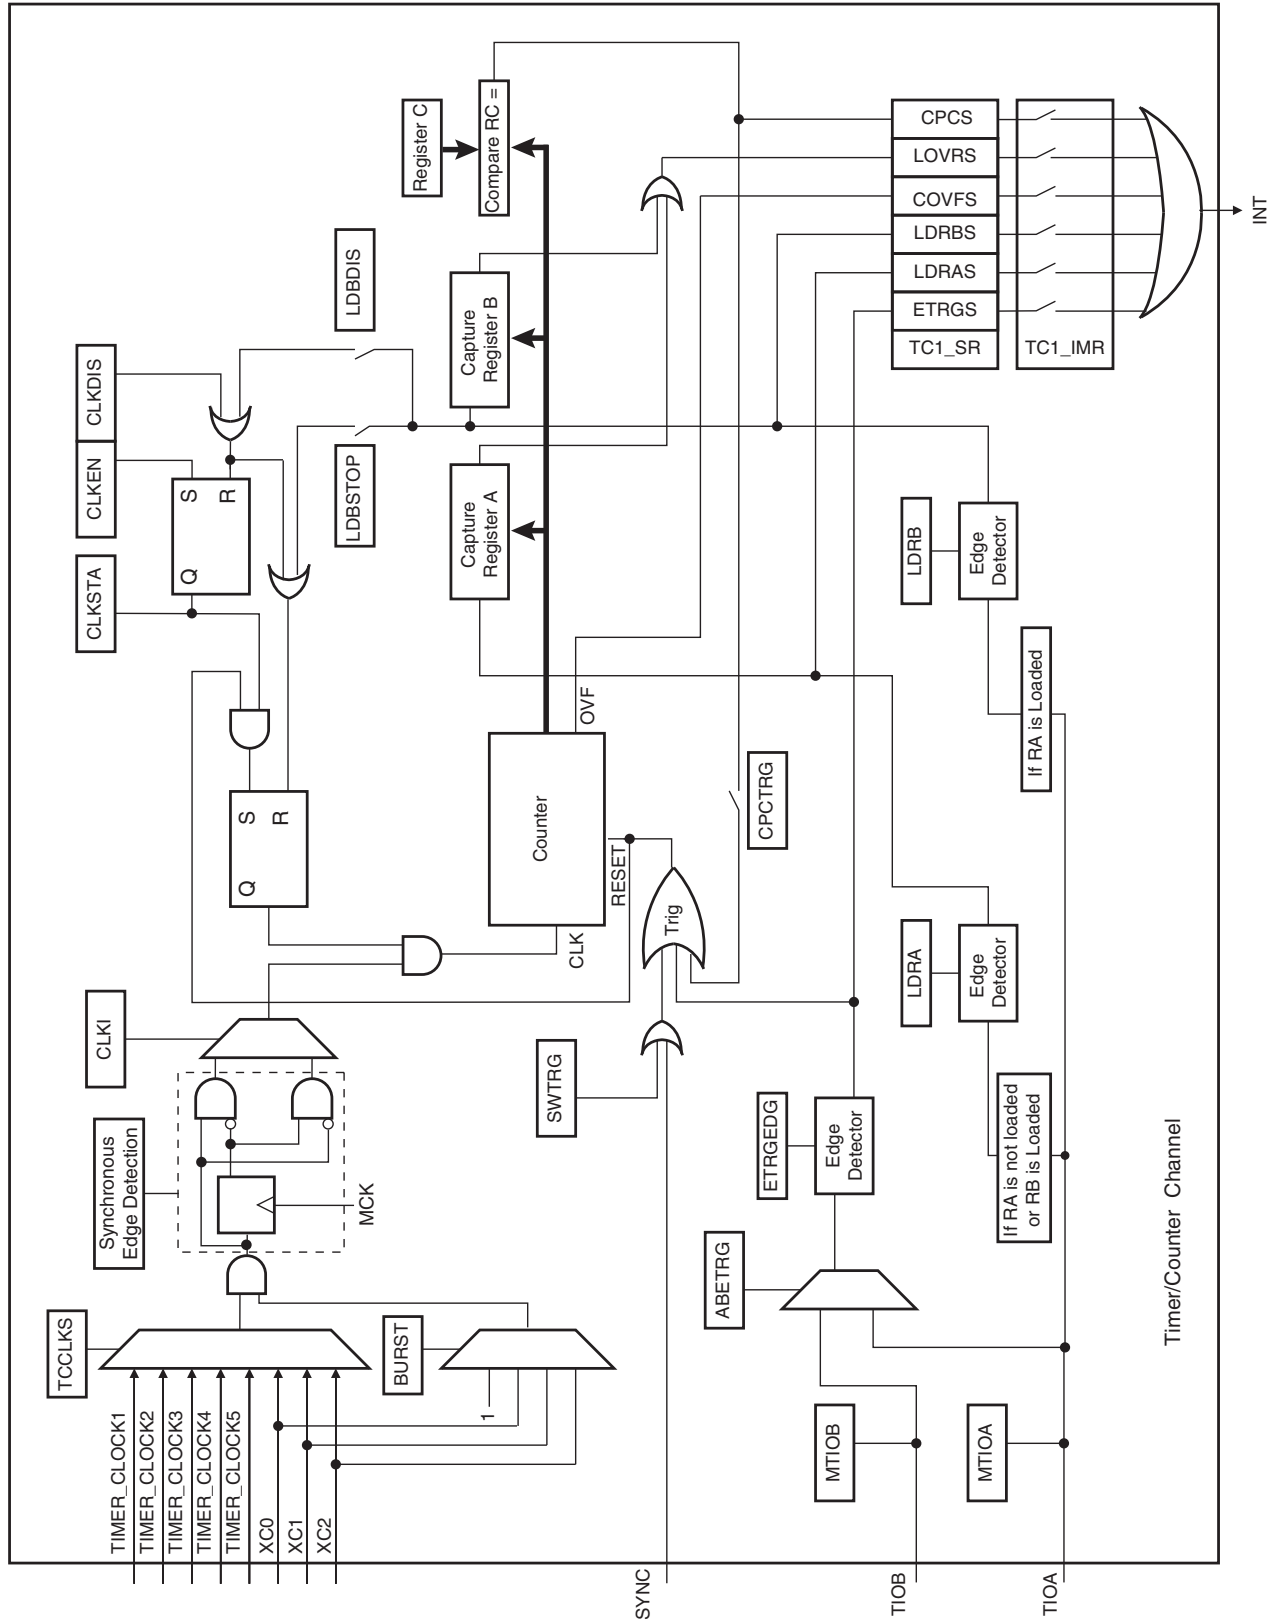 TCCLKS
TIMER_CLOCK1
TIMER_CLOCK2
TIMER_CLOCK3
TIMER_CLOCK4
TIMER_CLOCK5
XC0
XC1
XC2
BURST
1
Synchronous
Edge Detection
MCK
CLKI
CLKSTA
CLKEN
CLKDIS
Q
S
R
Q
S
R
LDBSTOP
LDBDIS
Register C
Capture
Register A
Capture
Register B
Compare RC =
Counter
CLK
OVF
RESET
SYNC
SWTRG
Trig
CPCTRG
MTIOB
TIOB
MTIOA
TIOA
ABETRG
ETRGEDG
Edge
Detector
If RA is not loaded
or RB is Loaded
LDRA
Edge
Detector
If RA is Loaded
LDRB
Edge
Detector
CPCS
LOVRS
COVFS
LDRBS
LDRAS
ETRGS
TC1_SR
TC1_IMR
INT
Timer/Counter Channel